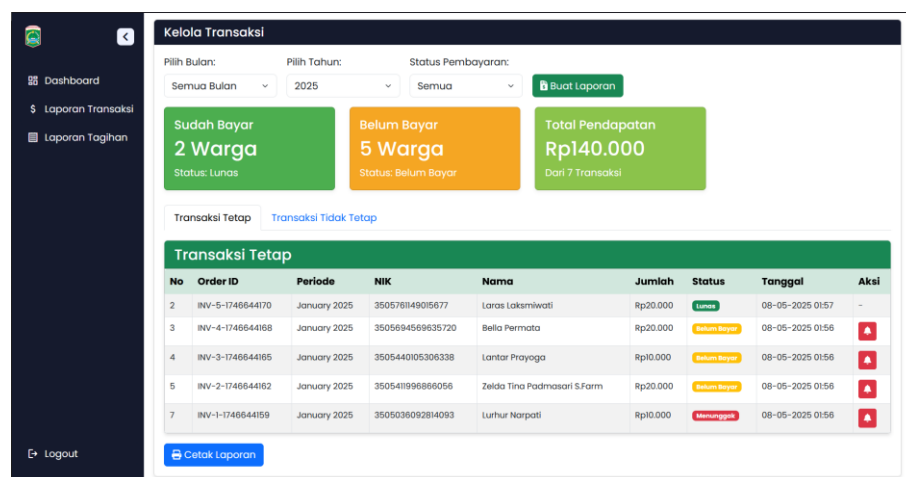 Kelola Transaksi
Dashboard
$ Laporan Transaksi
Laporan Tagihan
Logout
Pilih Bulan: Pilih Tahun: Status Pembayaran:
Semua Bulan 2025 Semua Buat Laporan
Sudah Bayar
2 Warga
Status: Lunas
Belum Bayar
5 Warga
Status: Belum Bayar
Total Pendapatan
Rp140.000
Dari 7 Transaksi
Transaksi Tetap Transaksi Tidak Tetap
Transaksi Tetap
No Order ID Periode NIK Nama Jumlah Status Tanggal Aksi
2 INV-5-1746644170 January 2025 3505761149015677 Laras Laksmiwati Rp20.000 Lunas 08-05-2025 01:57 -
3 INV-4-1746644168 January 2025 3505694569635720 Bella Permata Rp20.000 Belum Bayar 08-05-2025 01:56
4 INV-3-1746644165 January 2025 3505440105306338 Lantar Prayoga Rp10.000 Belum Bayar 08-05-2025 01:56
5 INV-2-1746644162 January 2025 3505411996866056 Zelda Tina Padmasari S.Farm Rp20.000 Belum Bayar 08-05-2025 01:56
7 INV-1-1746644159 January 2025 3505036092814093 Lurhur Narpati Rp10.000 Menunggak 08-05-2025 01:56
Cetak Laporan